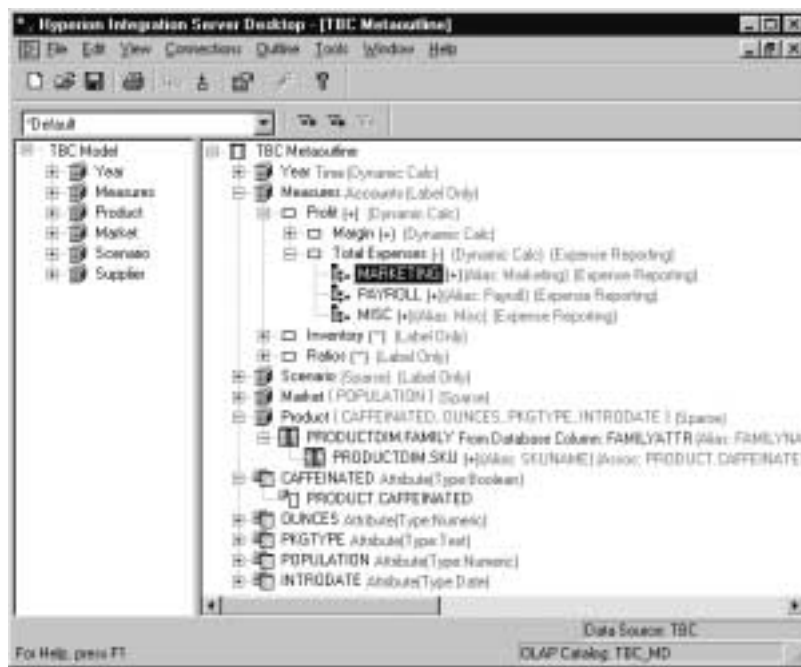 Hyperion Integration Server Desktop - [TBC Metaoutline]
File Edit View Connections Outline Tools Window Help
*Default
TBC Model
Year
Measures
Product
Market
Scenario
Supplier
TBC Metaoutline
Year Time (Dynamic Calc)
Measures Accounts (Label Only)
Profit (+) (Dynamic Calc)
Margin (+) (Dynamic Calc)
Total Expenses (-) (Dynamic Calc) (Expense Reporting)
MARKETING (+)(Alias: Marketing) (Expense Reporting)
PAYROLL (+)(Alias: Payroll) (Expense Reporting)
MISC (+)(Alias: Misc) (Expense Reporting)
Inventory (~) (Label Only)
Ratios (~) (Label Only)
Scenario (Sparse) (Label Only)
Market ( POPULATION ) (Sparse)
Product ( CAFFEINATED, OUNCES, PKGTYPE, INTRODATE ) (Sparse)
PRODUCTDIM.FAMILY From Database Column: FAMILYATTR (Alias: FAMILYNA
PRODUCTDIM.SKU (+)(Alias: SKUNAME) (Assoc: PRODUCT.CAFFEINATE
CAFFEINATED Attribute(Type:Boolean)
PRODUCT.CAFFEINATED
OUNCES Attribute(Type:Numeric)
PKGTYPE Attribute(Type:Text)
POPULATION Attribute(Type:Numeric)
INTRODATE Attribute(Type:Date)
Data Source: TBC
For Help, press F1
OLAP Catalog: TBC_MD